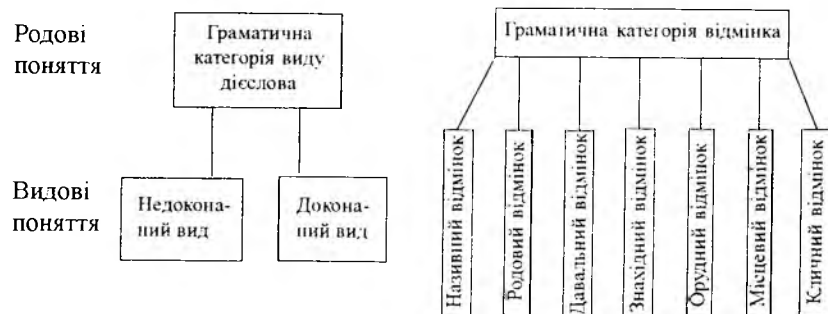 Родові
поняття
Граматична
категорія виду
дієслова
Граматична категорія відмінка
Видові
поняття
Недокона-
ний вид
Докона-
ний вид
Називний відмінок
Родовий відмінок
Давальний відмінок
Знахідний відмінок
Орудний відмінок
Місцевий відмінок
Кличний відмінок